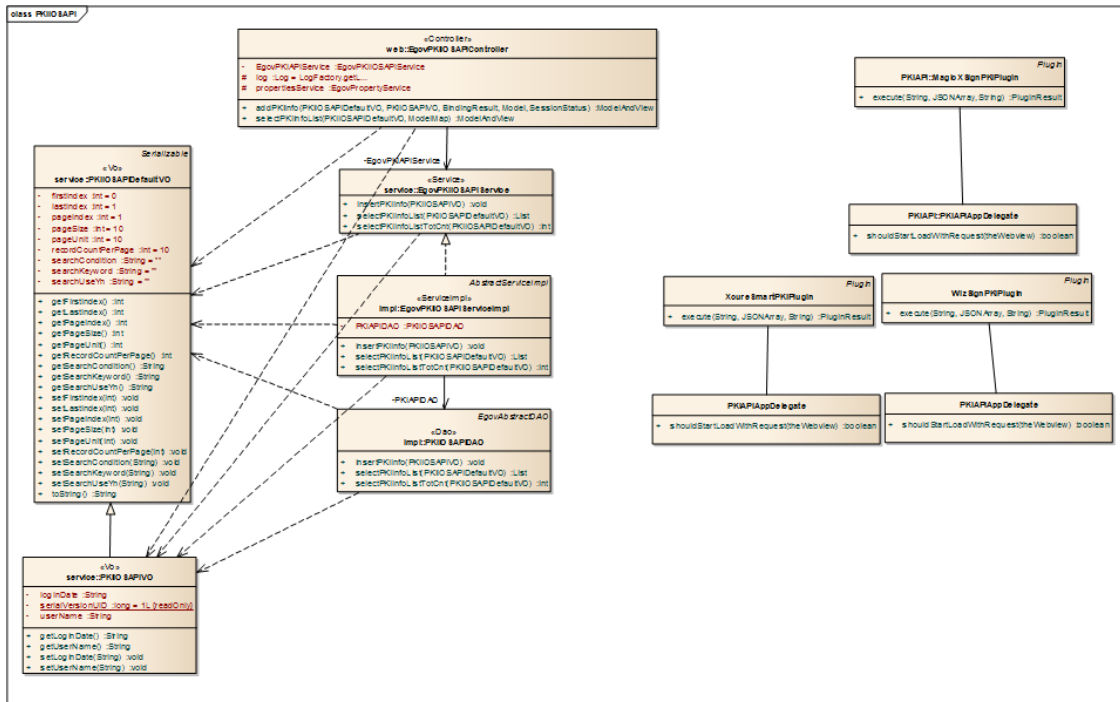 class PKIIOSAPI
«Controller»
web::EgovPKIIOSAPIController
- EgovPKIAPIService :EgovPKIIOSAPIService
# log :Log = LogFactory.getL...
# propertiesService :EgovPropertyService
+ addPKIInfo(PKIIOSAPIDefaultVO, PKIIOSAPIVO, BindingResult, Model, SessionStatus) :ModelAndView
+ selectPKIInfoList(PKIIOSAPIDefaultVO, ModelMap) :ModelAndView
-EgovPKIAPIService
Serializable
«Vo»
service::PKIIOSAPIDefaultVO
- firstIndex :int = 0
- lastIndex :int = 1
- pageIndex :int = 1
- pageSize :int = 10
- pageUnit :int = 10
- recordCountPerPage :int = 10
- searchCondition :String = ""
- searchKeyword :String = ""
- searchUseYn :String = ""
+ getFirstIndex() :int
+ getLastIndex() :int
+ getPageIndex() :int
+ getPageSize() :int
+ getPageUnit() :int
+ getRecordCountPerPage() :int
+ getSearchCondition() :String
+ getSearchKeyword() :String
+ getSearchUseYn() :String
+ setFirstIndex(int) :void
+ setLastIndex(int) :void
+ setPageIndex(int) :void
+ setPageSize(int) :void
+ setPageUnit(int) :void
+ setRecordCountPerPage(int) :void
+ setSearchCondition(String) :void
+ setSearchKeyword(String) :void
+ setSearchUseYn(String) :void
+ toString() :String
«Service»
service::EgovPKIIOSAPIService
+ insertPKIInfo(PKIIOSAPIVO) :void
+ selectPKIInfoList(PKIIOSAPIDefaultVO) :List
+ selectPKIInfoListTotCnt(PKIIOSAPIDefaultVO) :int
AbstractServiceImpl
«ServiceImpl»
impl::EgovPKIIOSAPIServiceImpl
- PKIAPIDAO :PKIIOSAPIDAO
+ insertPKIInfo(PKIIOSAPIVO) :void
+ selectPKIInfoList(PKIIOSAPIDefaultVO) :List
+ selectPKIInfoListTotCnt(PKIIOSAPIDefaultVO) :int
-PKIAPIDAO
EgovAbstractDAO
«Dao»
impl::PKIIOSAPIDAO
+ insertPKIInfo(PKIIOSAPIVO) :void
+ selectPKIInfoList(PKIIOSAPIDefaultVO) :List
+ selectPKIInfoListTotCnt(PKIIOSAPIDefaultVO) :int
«Vo»
service::PKIIOSAPIVO
- loginDate :String
- serialVersionUID :long = 1L {readOnly}
- userName :String
+ getLoginDate() :String
+ getUserName() :String
+ setLoginDate(String) :void
+ setUserName(String) :void
Plugin
PKIAPI::MagicXSignPKIPlugin
+ execute(String, JSONArray, String) :PluginResult
PKIAPI::PKIAPIAppDelegate
+ shouldStartLoadWithRequest(theWebview) :boolean
Plugin
XcureSmartPKIPlugin
+ execute(String, JSONArray, String) :PluginResult
PKIAPIAppDelegate
+ shouldStartLoadWithRequest(theWebview) :boolean
Plugin
WizSignPKIPlugin
+ execute(String, JSONArray, String) :PluginResult
PKIAPIAppDelegate
+ shouldStartLoadWithRequest(theWebview) :boolean